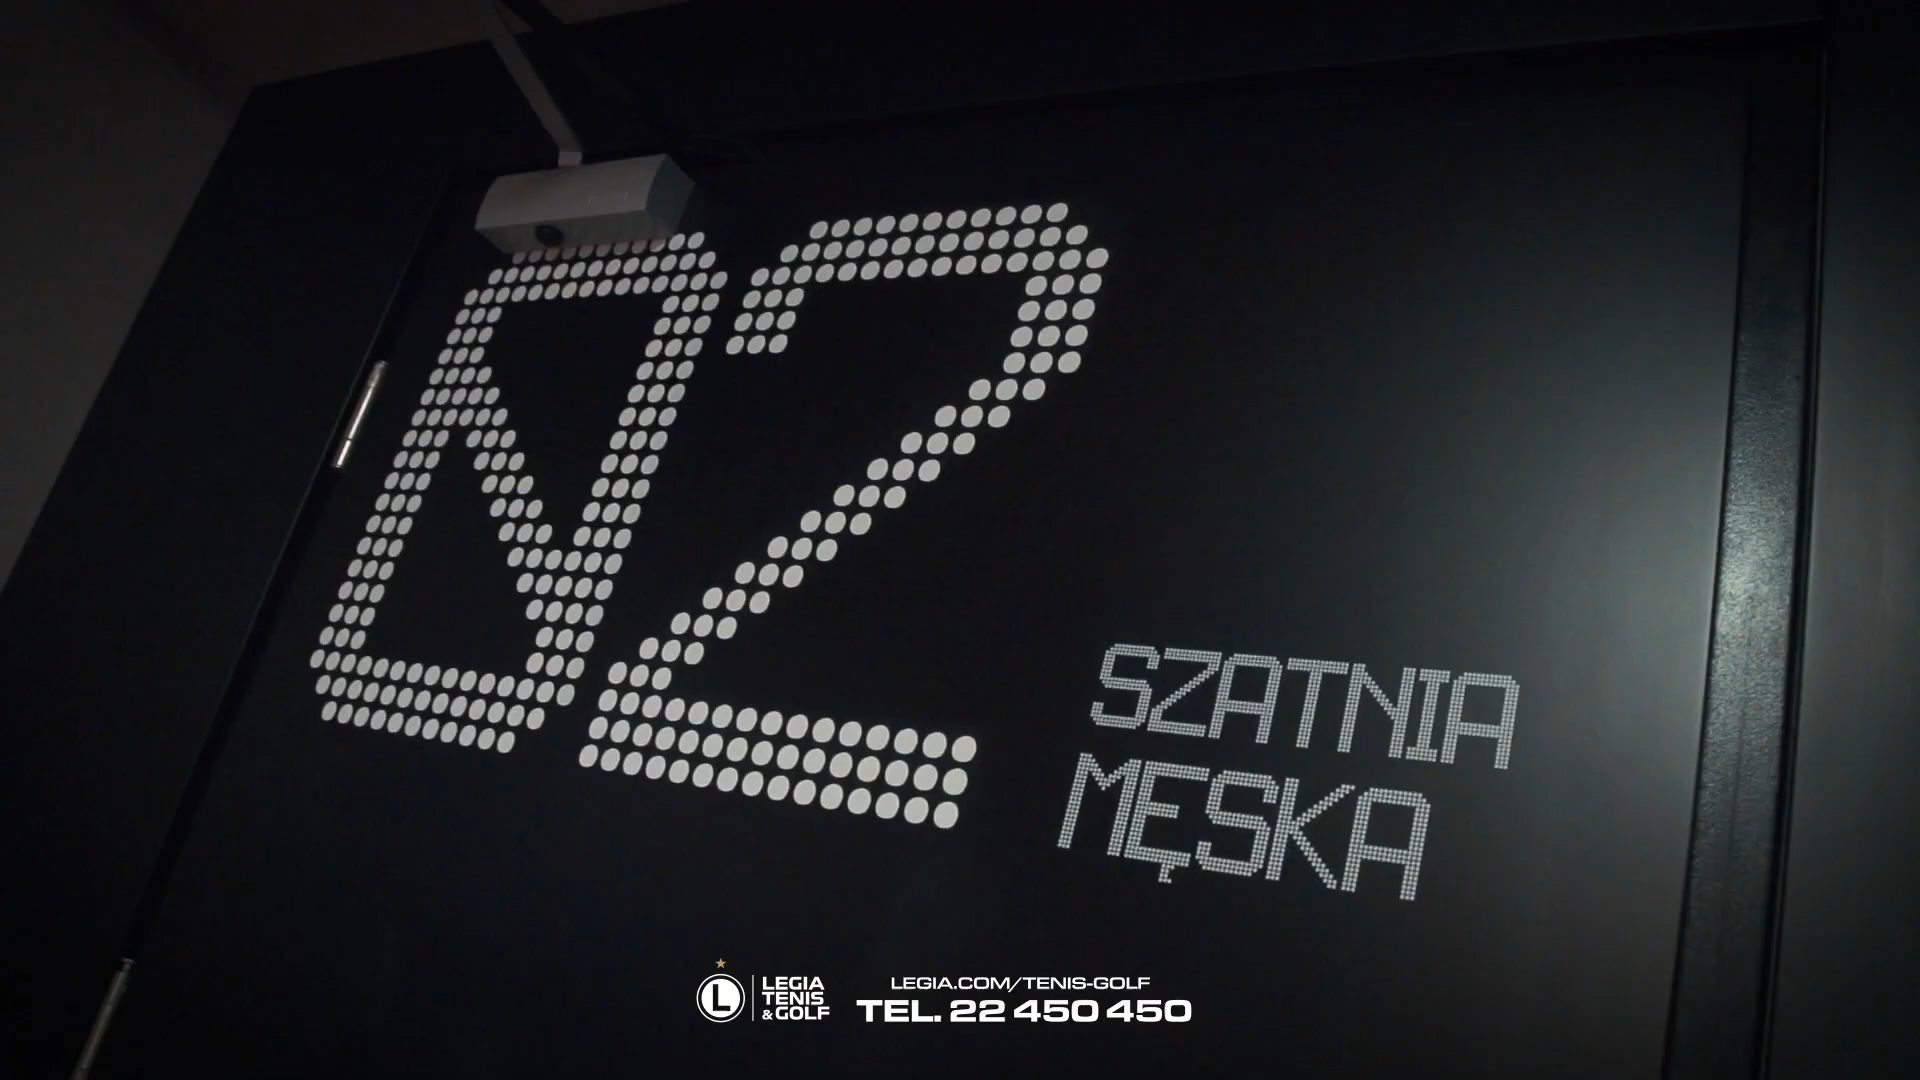 02
SZATNIA
MĘSKA
L
LEGIA
TENIS
& GOLF
LEGIA.COM/TENIS-GOLF
TEL. 22 450 450